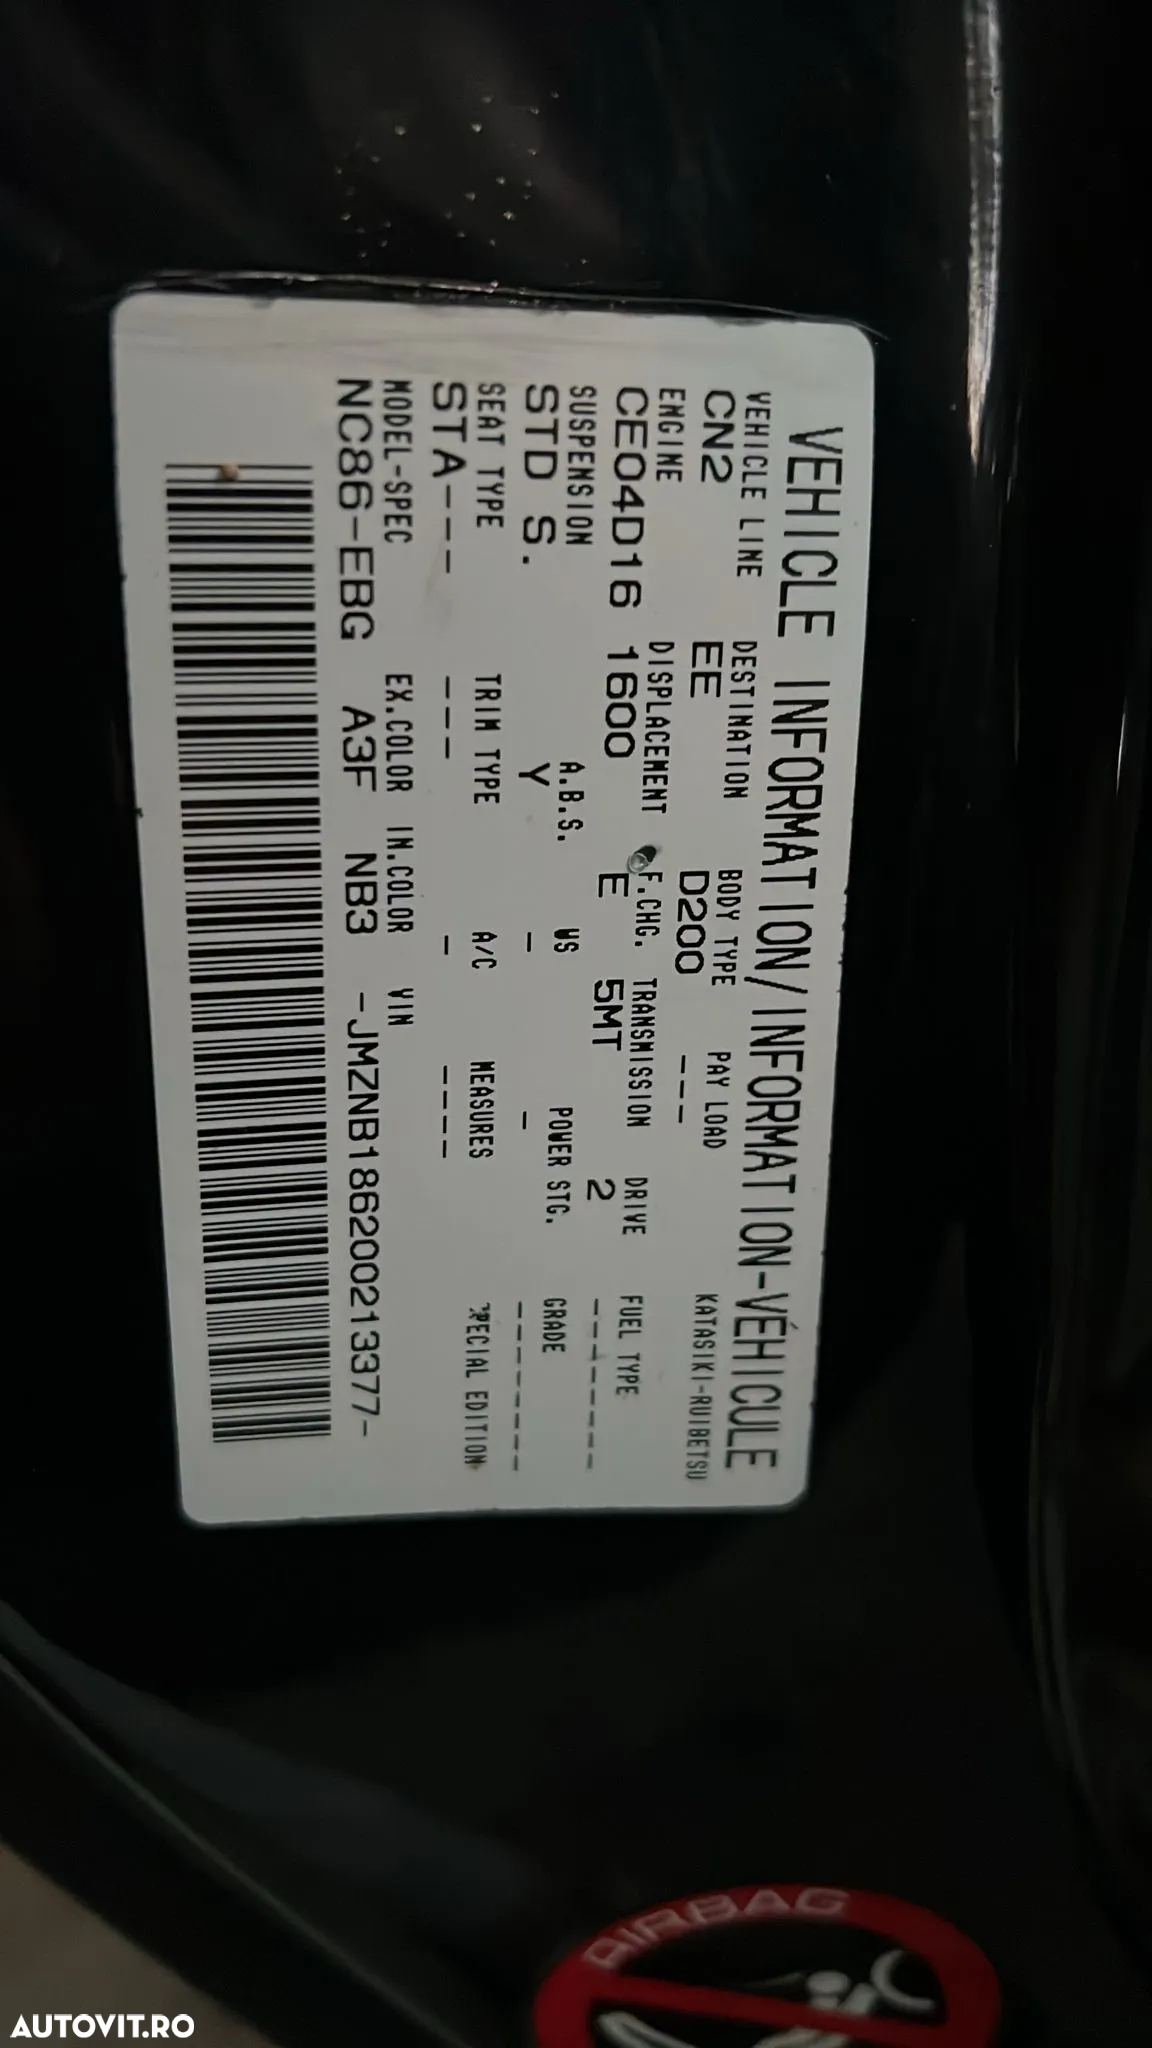 VEHICLE INFORMATION/INFORMATION-VÉHICULE
VEHICLE LINE DESTINATION BODY TYPE PAY LOAD KATASIKI-RUIBETSU
CN2 EE D200 ---
ENGINE DISPLACEMENT F.CHG. TRANSMISSION DRIVE FUEL TYPE
CE04D16 1600 E 5MT 2 -------
SUSPENSION A.B.S. WS POWER STG. GRADE
STD S. Y - - -------
SEAT TYPE TRIM TYPE A/C MEASURES SPECIAL EDITION
STA--- --- - ----
MODEL-SPEC EX.COLOR IN.COLOR VIN
NC86-EBG A3F NB3 -JMZNB186200213377-
AIRBAG
AUTOVIT.RO